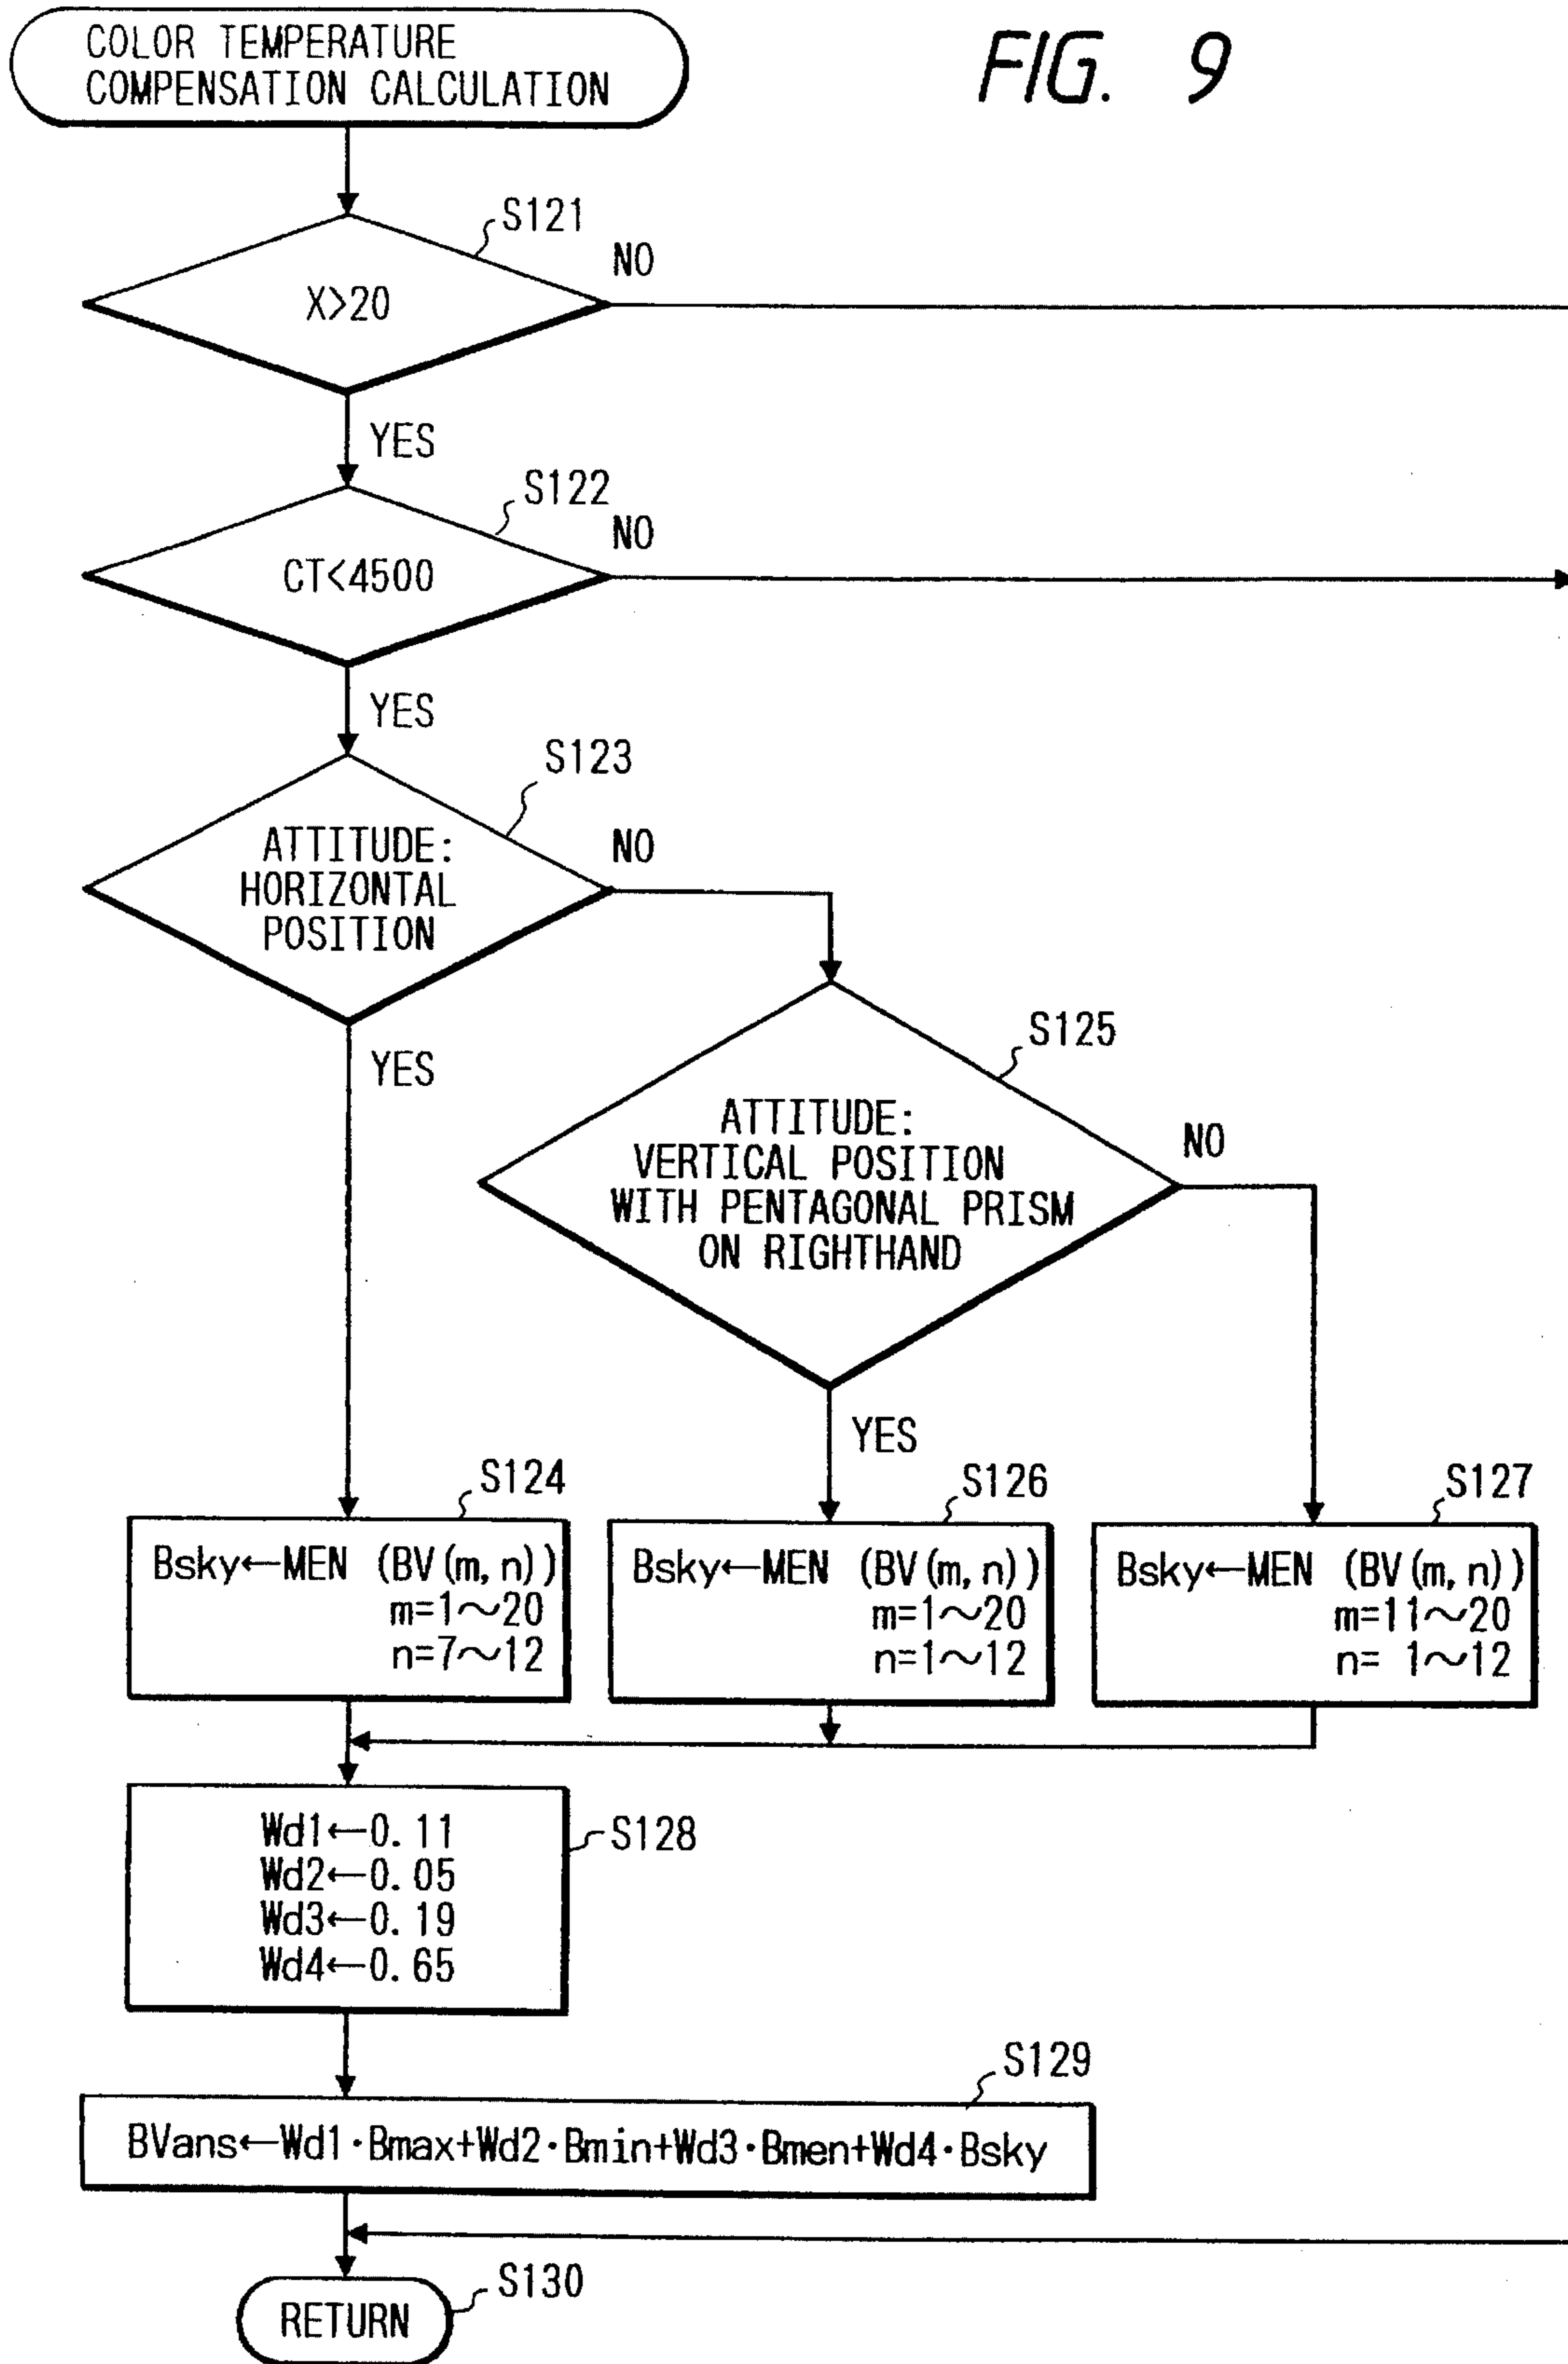 COLOR TEMPERATURE
COMPENSATION CALCULATION
FIG. 9
S121
X>20
NO
YES
S122
CT<4500
NO
YES
S123
ATTITUDE:
HORIZONTAL
POSITION
NO
YES
S125
ATTITUDE:
VERTICAL POSITION
WITH PENTAGONAL PRISM
ON RIGHTHAND
NO
YES
S124
Bsky←MEN (BV(m,n))
m=1~20
n=7~12
S126
Bsky←MEN (BV(m,n))
m=1~20
n=1~12
S127
Bsky←MEN (BV(m,n))
m=11~20
n= 1~12
S128
Wd1←0.11
Wd2←0.05
Wd3←0.19
Wd4←0.65
S129
BVans←Wd1·Bmax+Wd2·Bmin+Wd3·Bmen+Wd4·Bsky
S130
RETURN